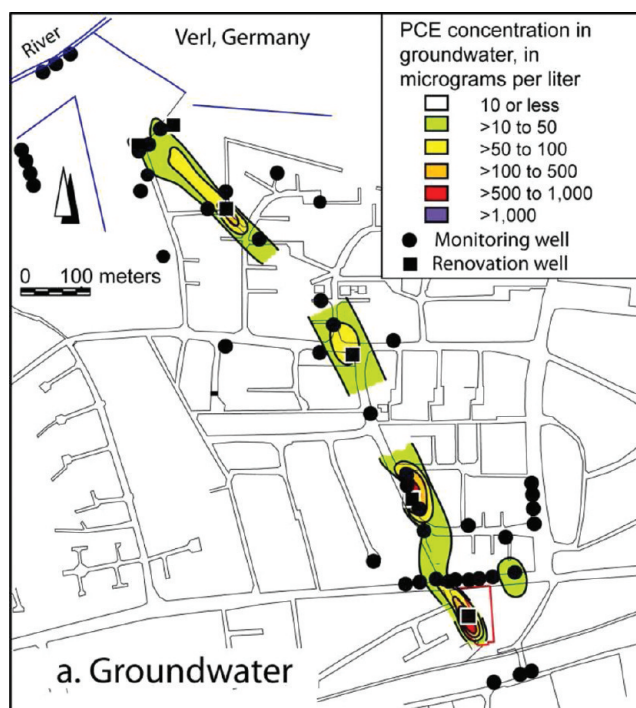 River
Verl, Germany
PCE concentration in
groundwater, in
micrograms per liter
10 or less
>10 to 50
>50 to 100
>100 to 500
>500 to 1,000
>1,000
Monitoring well
Renovation well
0 100 meters
a. Groundwater